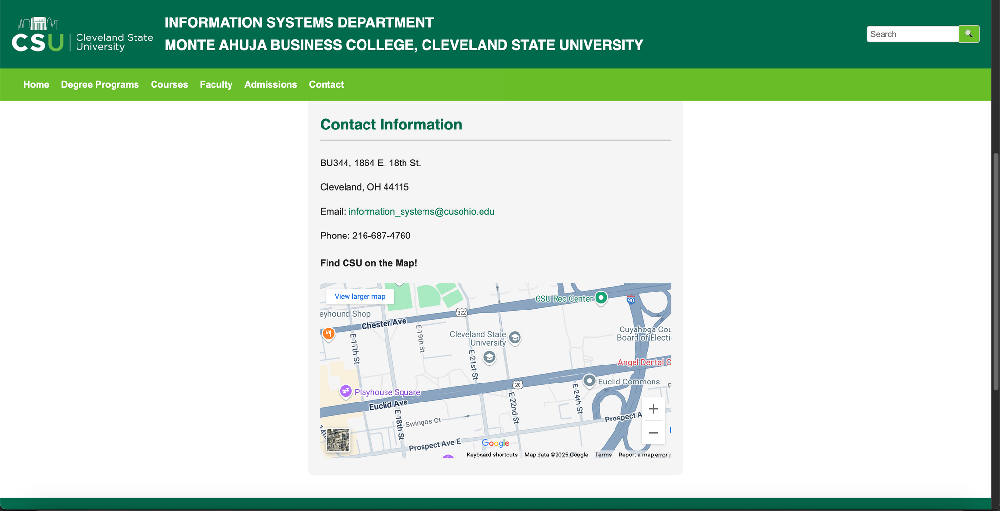 CSU
Cleveland State
University
INFORMATION SYSTEMS DEPARTMENT
MONTE AHUJA BUSINESS COLLEGE, CLEVELAND STATE UNIVERSITY
Search
Home
Degree Programs
Courses
Faculty
Admissions
Contact
Contact Information
BU344, 1864 E. 18th St.
Cleveland, OH 44115
Email: information_systems@cusohio.edu
Phone: 216-687-4760
Find CSU on the Map!
View larger map
CSU Rec Center
90
322
eyhound Shop
Chester Ave
E 17th St
E 19th St
Cleveland State
University
Cuyahoga Cou
Board of Electi
E 21st St
Angel Dental C
20
Euclid Commons
Playhouse Square
Euclid Ave
E 22nd St
E 24th St
E 18th St
Swingos Ct
Prospect A
Prospect Ave E
Google
Keyboard shortcuts
Map data ©2025 Google
Terms
Report a map error